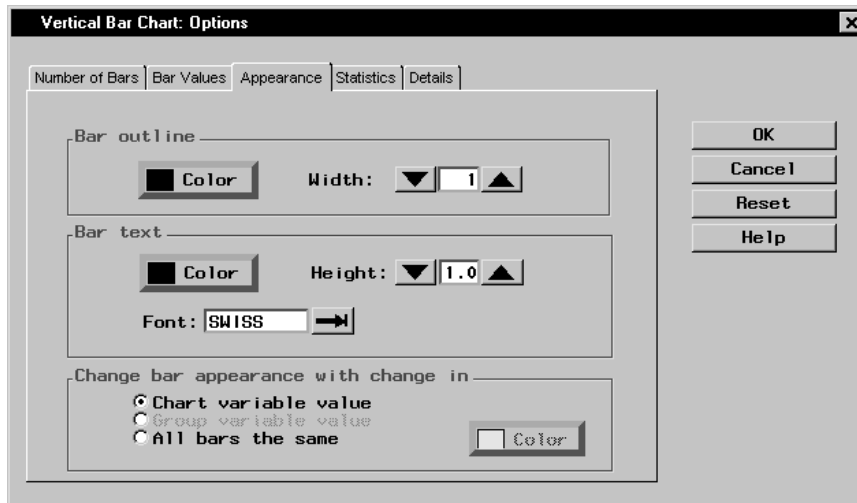 Vertical Bar Chart: Options
Number of Bars
Bar Values
Appearance
Statistics
Details
Bar outline
Color
Width:
1
Bar text
Color
Height:
1.0
Font:
SWISS
Change bar appearance with change in
Chart variable value
Group variable value
All bars the same
Color
OK
Cancel
Reset
Help